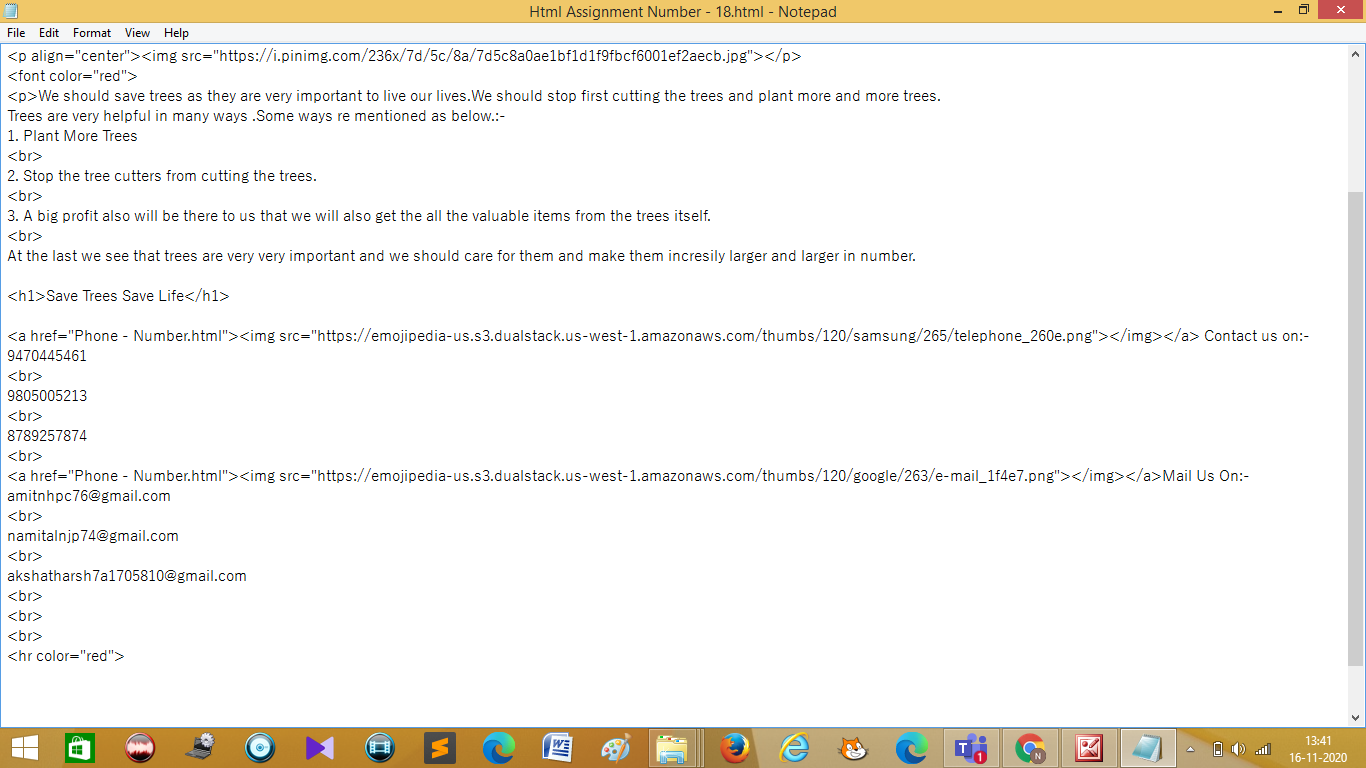 Html Assignment Number - 18.html - Notepad
File Edit Format View Help
<p align="center"><img src="https://i.pinimg.com/236x/7d/5c/8a/7d5c8a0ae1bf1d1f9fbcf6001ef2aecb.jpg"></p>
<font color="red">
<p>We should save trees as they are very important to live our lives.We should stop first cutting the trees and plant more and more trees.
Trees are very helpful in many ways .Some ways re mentioned as below.:-
1. Plant More Trees
<br>
2. Stop the tree cutters from cutting the trees.
<br>
3. A big profit also will be there to us that we will also get the all the valuable items from the trees itself.
<br>
At the last we see that trees are very very important and we should care for them and make them incresily larger and larger in number.
<h1>Save Trees Save Life</h1>
<a href="Phone - Number.html"><img src="https://emojipedia-us.s3.dualstack.us-west-1.amazonaws.com/thumbs/120/samsung/265/telephone_260e.png"></img></a> Contact us on:-
9470445461
<br>
9805005213
<br>
8789257874
<br>
<a href="Phone - Number.html"><img src="https://emojipedia-us.s3.dualstack.us-west-1.amazonaws.com/thumbs/120/google/263/e-mail_1f4e7.png"></img></a>Mail Us On:-
amitnhpc76@gmail.com
<br>
namitalnjp74@gmail.com
<br>
akshatharsh7a1705810@gmail.com
<br>
<br>
<br>
<hr color="red">
13:41
16-11-2020